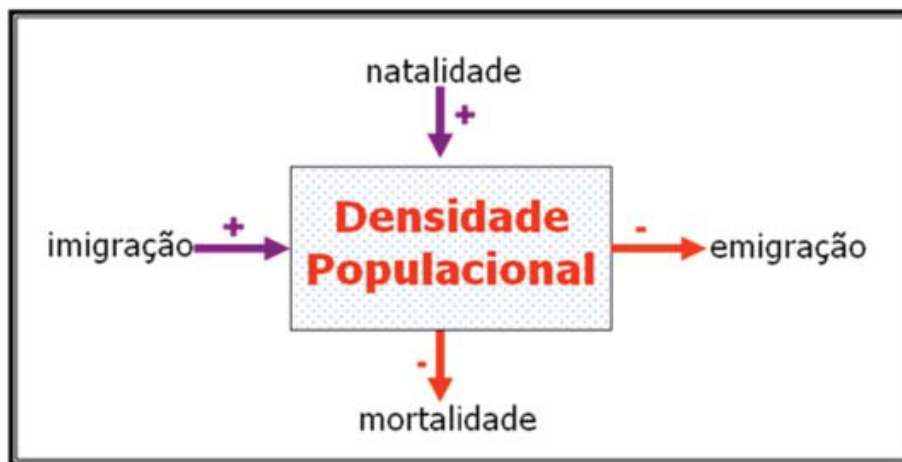 natalidade
+
imigração
+
Densidade
Populacional
-
emigração
-
mortalidade